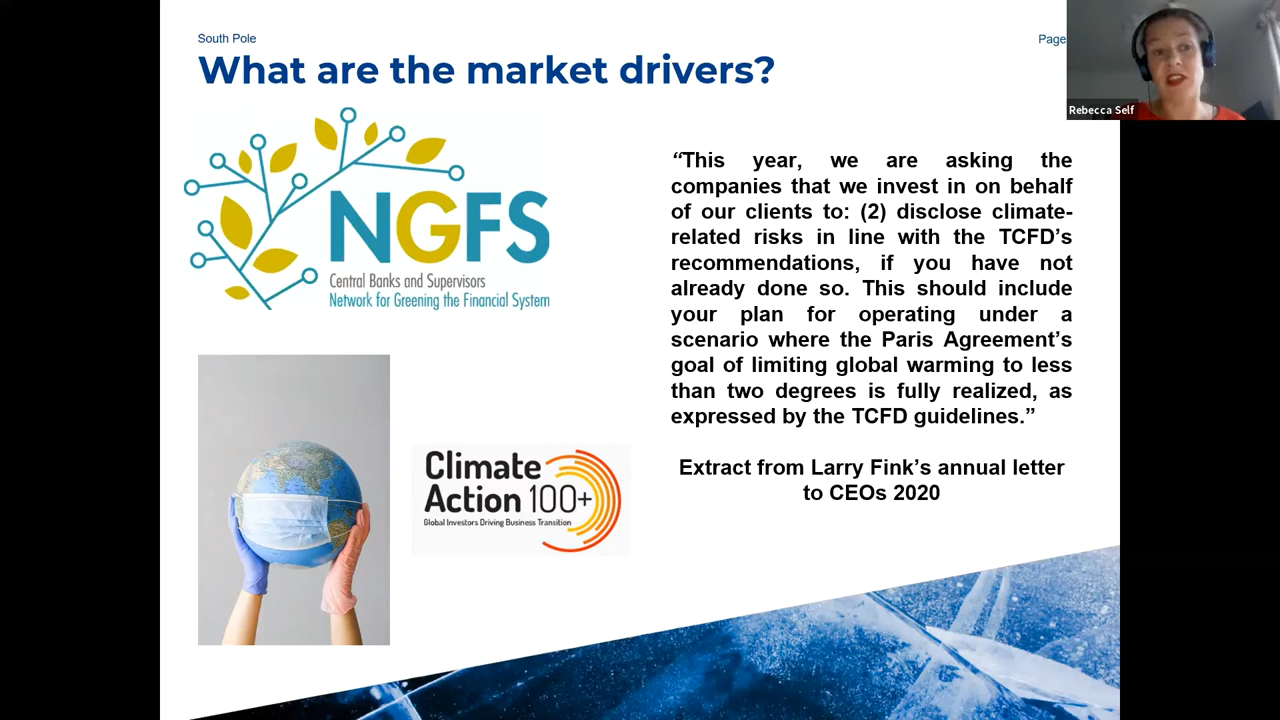 South Pole
Page
What are the market drivers?
Rebecca Self
NGFS
Central Banks and Supervisors
Network for Greening the Financial System
“This year, we are asking the
companies that we invest in on behalf
of our clients to: (2) disclose climate-
related risks in line with the TCFD’s
recommendations, if you have not
already done so. This should include
your plan for operating under a
scenario where the Paris Agreement’s
goal of limiting global warming to less
than two degrees is fully realized, as
expressed by the TCFD guidelines.”
Extract from Larry Fink’s annual letter
to CEOs 2020
Climate
Action 100+
Global Investors Driving Business Transition